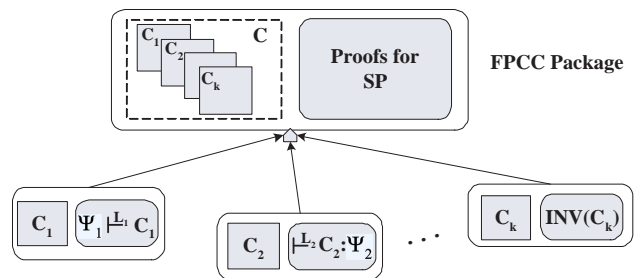 C₁ C
C₂
Cₖ
Proofs for
SP
FPCC Package
C₁ Ψ₁ ⊢ᴸ¹ C₁
C₂ ⊢ᴸ² C₂:Ψ₂
...
Cₖ INV(Cₖ)